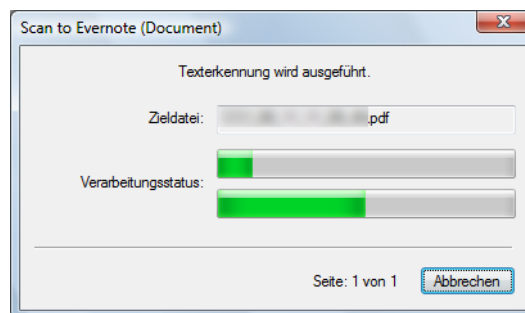 Scan to Evernote (Document)
Texterkennung wird ausgeführt.
Zieldatei: .pdf
Verarbeitungsstatus:
Seite: 1 von 1 Abbrechen